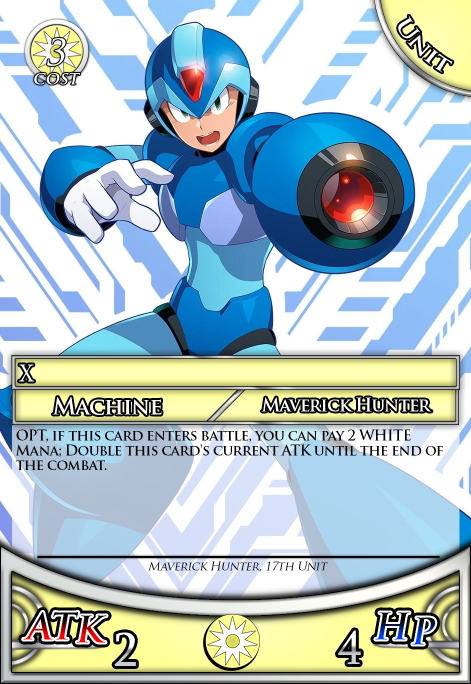 3
COST
UNIT
X
MACHINE / MAVERICK HUNTER
OPT, IF THIS CARD ENTERS BATTLE, YOU CAN PAY 2 WHITE
MANA; DOUBLE THIS CARD'S CURRENT ATK UNTIL THE END OF
THE COMBAT.
MAVERICK HUNTER, 17TH UNIT
ATK 2 4 HP